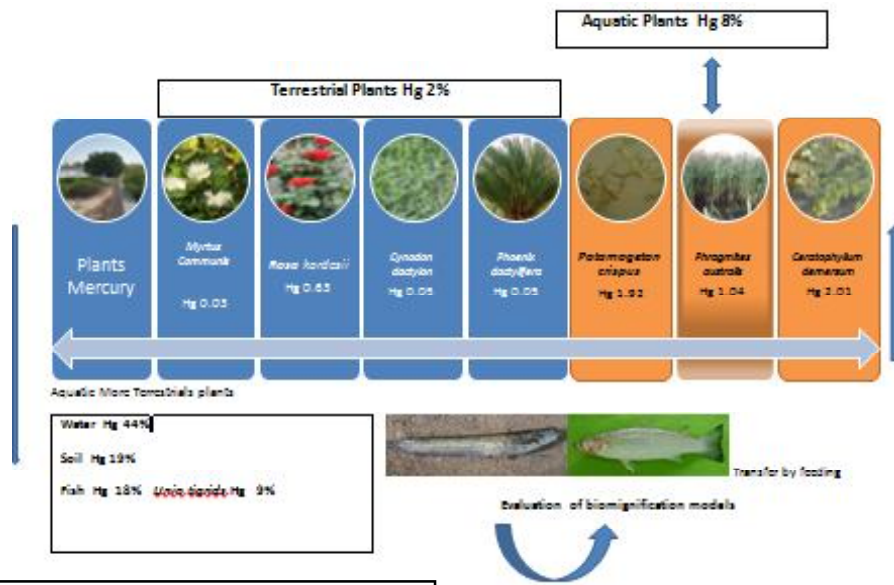 Aquatic Plants Hg 8%
Terrestrial Plants Hg 2%
Plants
Mercury
Myrtus
Communis
Hg 0.03
Rosa kordesii
Hg 0.63
Cynodon
dactylon
Hg 0.05
Phoenix
dactylifera
Hg 0.05
Potamogeton
crispus
Hg 1.92
Phragmites
australis
Hg 1.04
Ceratophyllum
demersum
Hg 2.01
Aquatic More Terrestrials plants
Water Hg 44%
Soil Hg 19%
Fish Hg 18% Unio tigridis Hg 9%
Transfer by feeding
Evaluation of biomignification models